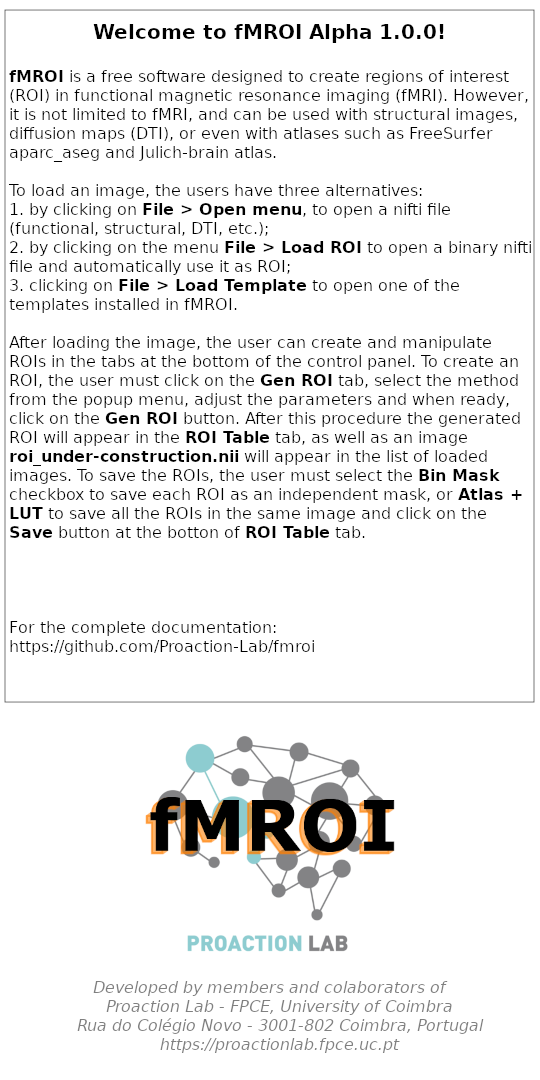 Welcome to fMROI Alpha 1.0.0!
fMROI is a free software designed to create regions of interest
(ROI) in functional magnetic resonance imaging (fMRI). However,
it is not limited to fMRI, and can be used with structural images,
diffusion maps (DTI), or even with atlases such as FreeSurfer
aparc_aseg and Julich-brain atlas.
To load an image, the users have three alternatives:
1. by clicking on File > Open menu, to open a nifti file
(functional, structural, DTI, etc.);
2. by clicking on the menu File > Load ROI to open a binary nifti
file and automatically use it as ROI;
3. clicking on File > Load Template to open one of the
templates installed in fMROI.
After loading the image, the user can create and manipulate
ROIs in the tabs at the bottom of the control panel. To create an
ROI, the user must click on the Gen ROI tab, select the method
from the popup menu, adjust the parameters and when ready,
click on the Gen ROI button. After this procedure the generated
ROI will appear in the ROI Table tab, as well as an image
roi_under-construction.nii will appear in the list of loaded
images. To save the ROIs, the user must select the Bin Mask
checkbox to save each ROI as an independent mask, or Atlas +
LUT to save all the ROIs in the same image and click on the
Save button at the botton of ROI Table tab.
For the complete documentation:
https://github.com/Proaction-Lab/fmroi
fMROI
PROACTION LAB
Developed by members and colaborators of
Proaction Lab - FPCE, University of Coimbra
Rua do Colégio Novo - 3001-802 Coimbra, Portugal
https://proactionlab.fpce.uc.pt